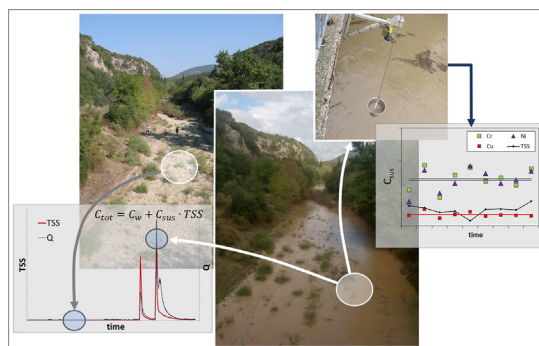 Cr
Ni
Cu
TSS
C_sus
time
C_tot = C_w + C_sus · TSS
TSS
Q
TSS
Q
time